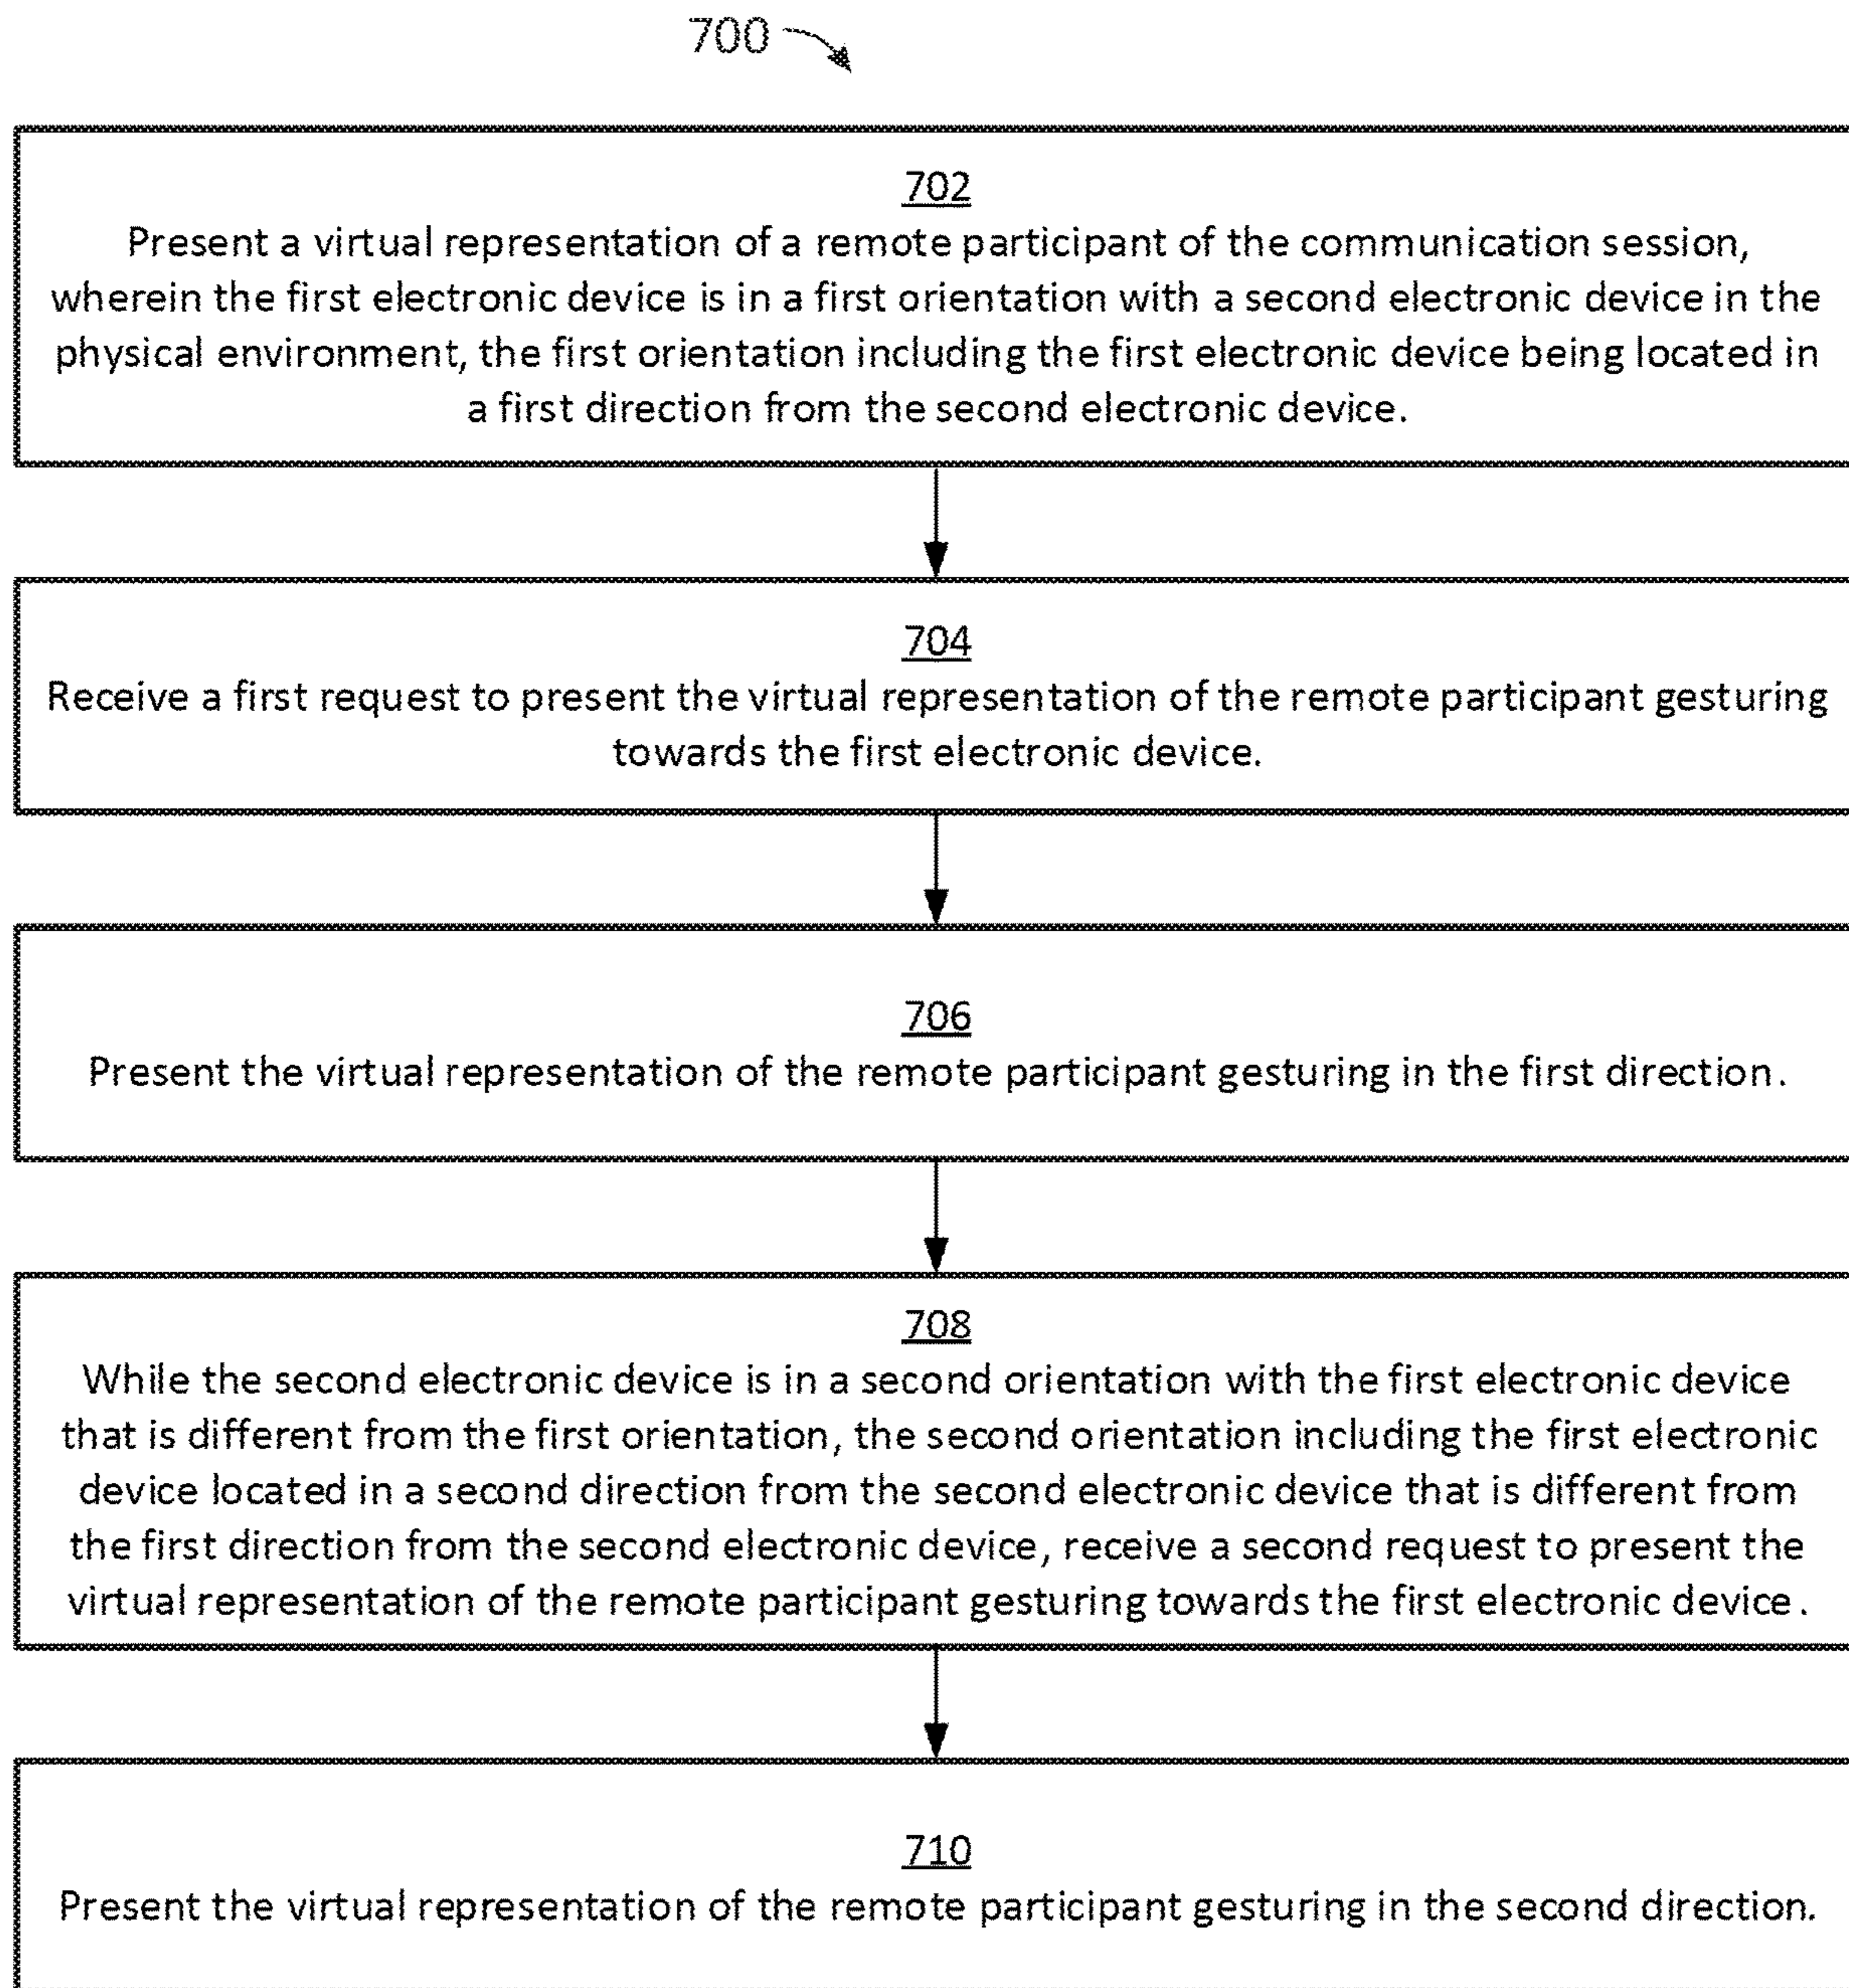 700
702
Present a virtual representation of a remote participant of the communication session,
wherein the first electronic device is in a first orientation with a second electronic device in the
physical environment, the first orientation including the first electronic device being located in
a first direction from the second electronic device.
704
Receive a first request to present the virtual representation of the remote participant gesturing
towards the first electronic device.
706
Present the virtual representation of the remote participant gesturing in the first direction.
708
While the second electronic device is in a second orientation with the first electronic device
that is different from the first orientation, the second orientation including the first electronic
device located in a second direction from the second electronic device that is different from
the first direction from the second electronic device, receive a second request to present the
virtual representation of the remote participant gesturing towards the first electronic device.
710
Present the virtual representation of the remote participant gesturing in the second direction.